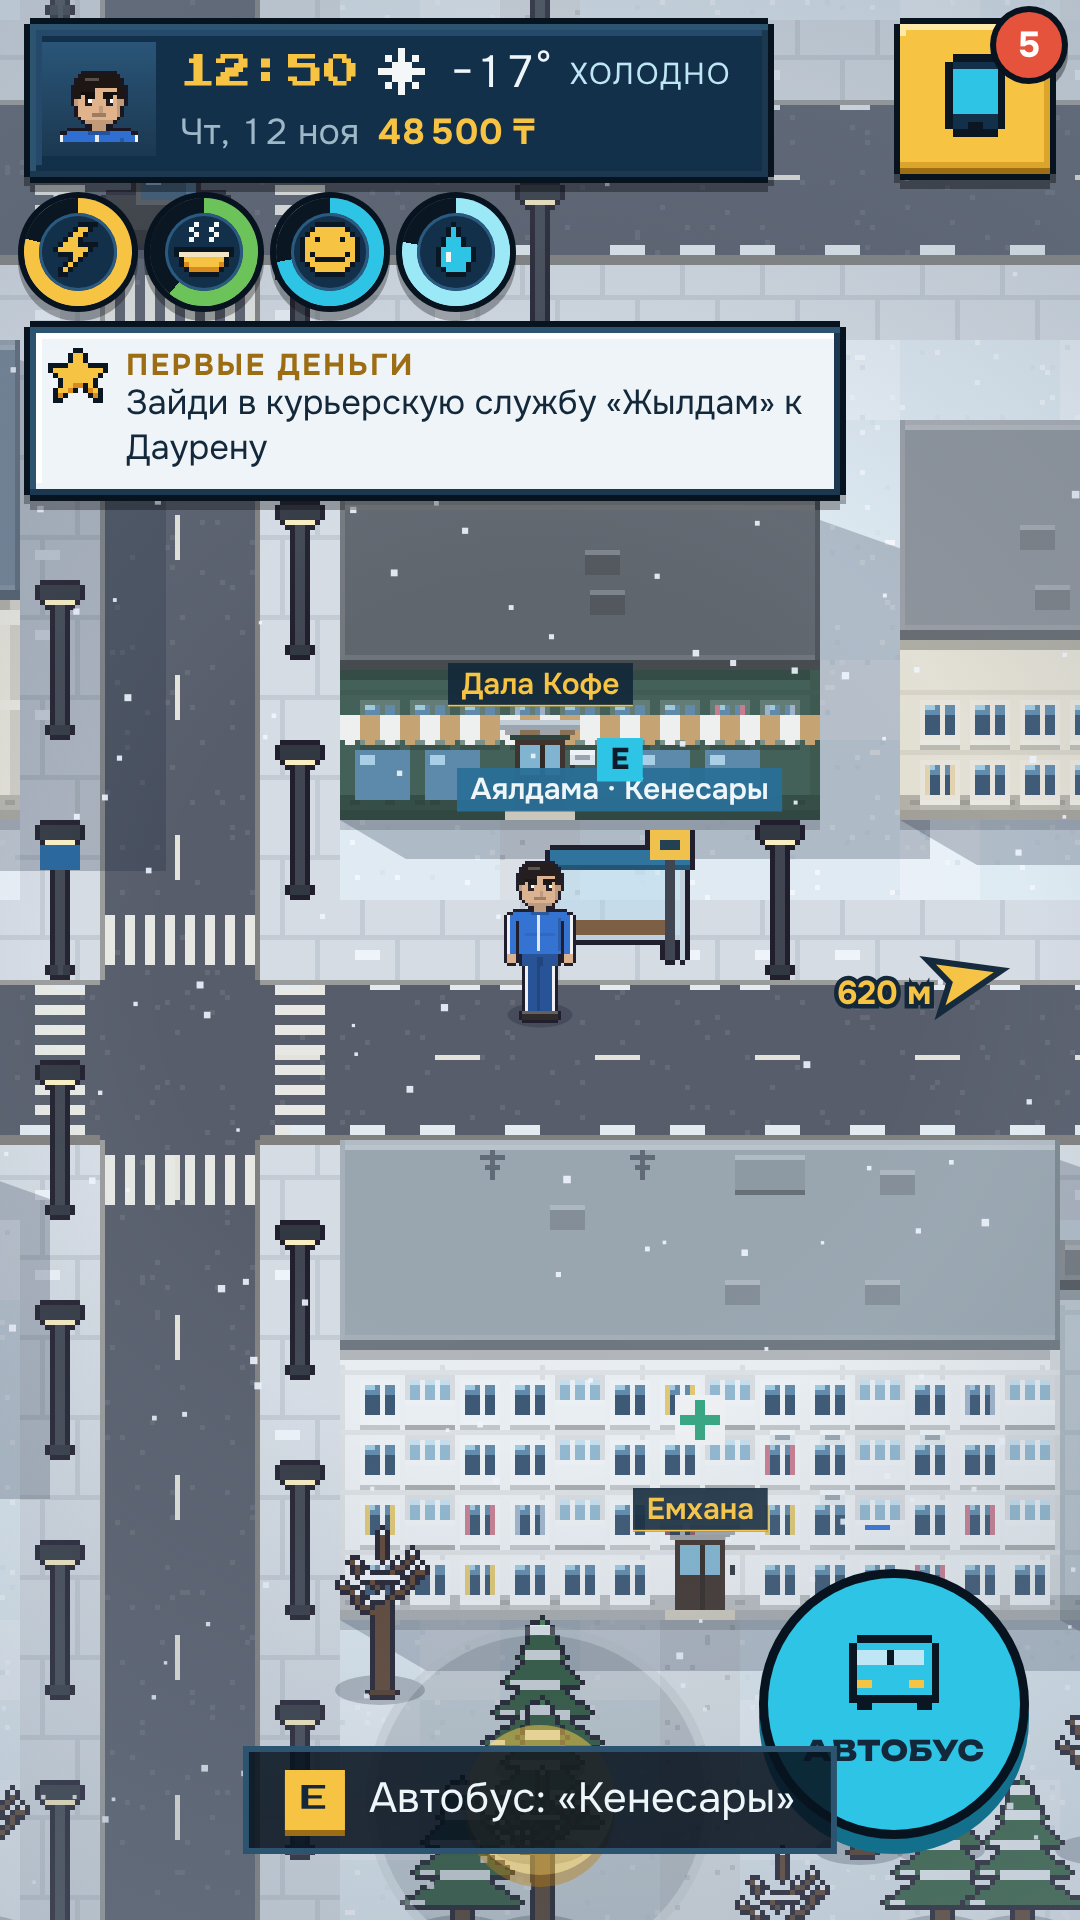 12:50 -17° холодно
Чт, 12 ноя 48 500 ₸
5
ПЕРВЫЕ ДЕНЬГИ
Зайди в курьерскую службу «Жылдам» к
Даурену
Дала Кофе
E
Аялдама · Кенесары
620 м
Емхана
АВТОБУС
E Автобус: «Кенесары»